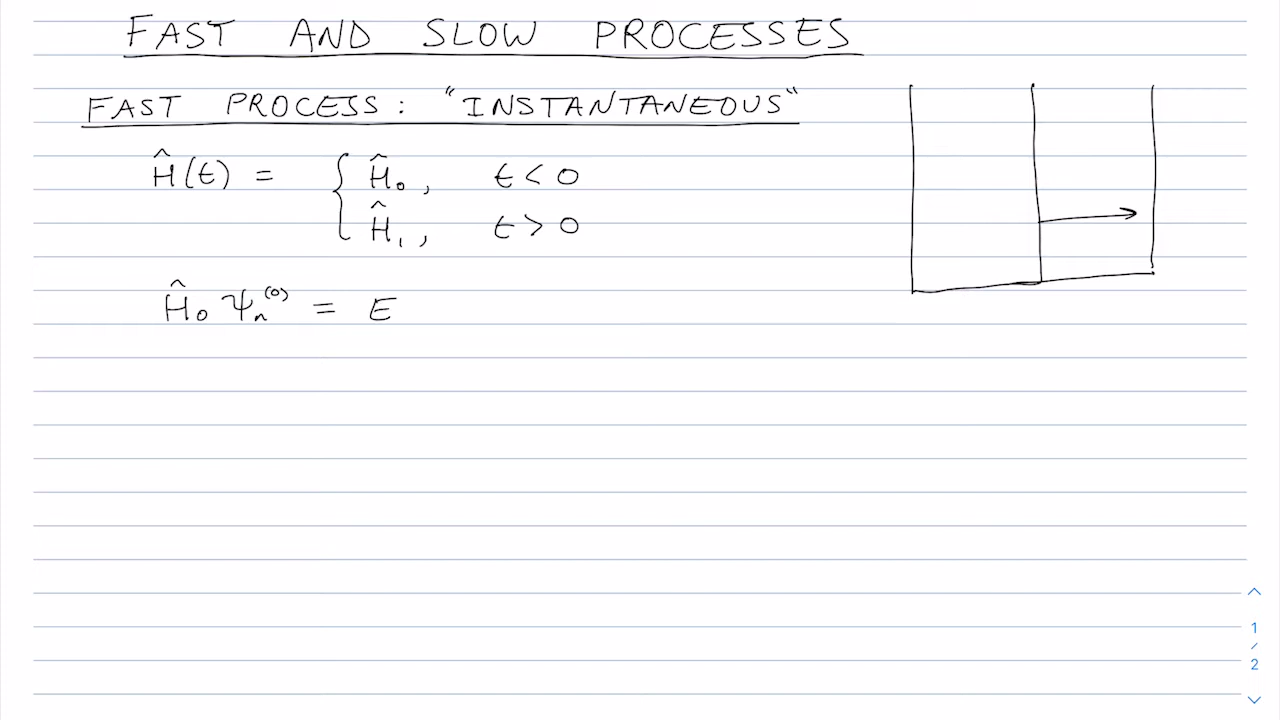 FAST AND SLOW PROCESSES
FAST PROCESS: "INSTANTANEOUS"
Ĥ(t) = { Ĥ₀, t < 0
Ĥ₁, t > 0
Ĥ₀ Ψₙ⁽⁰⁾ = E
1
/
2